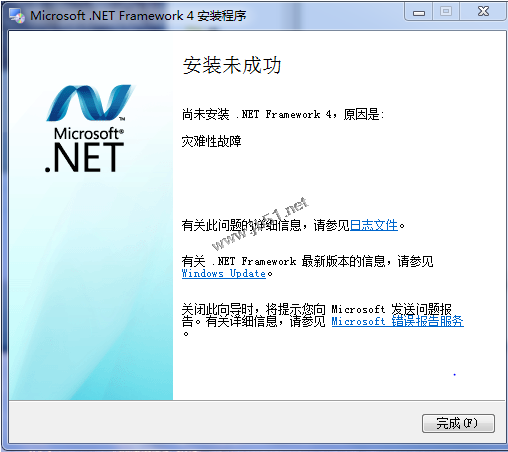 Microsoft .NET Framework 4 安装程序
安装未成功
Microsoft®
.NET
尚未安装 .NET Framework 4，原因是:
灾难性故障
www.jb51.net
有关此问题的详细信息，请参见日志文件。
有关 .NET Framework 最新版本的信息，请参见
Windows Update。
关闭此向导时，将提示您向 Microsoft 发送问题报
告。有关详细信息，请参见 Microsoft 错误报告服务
。
完成(F)